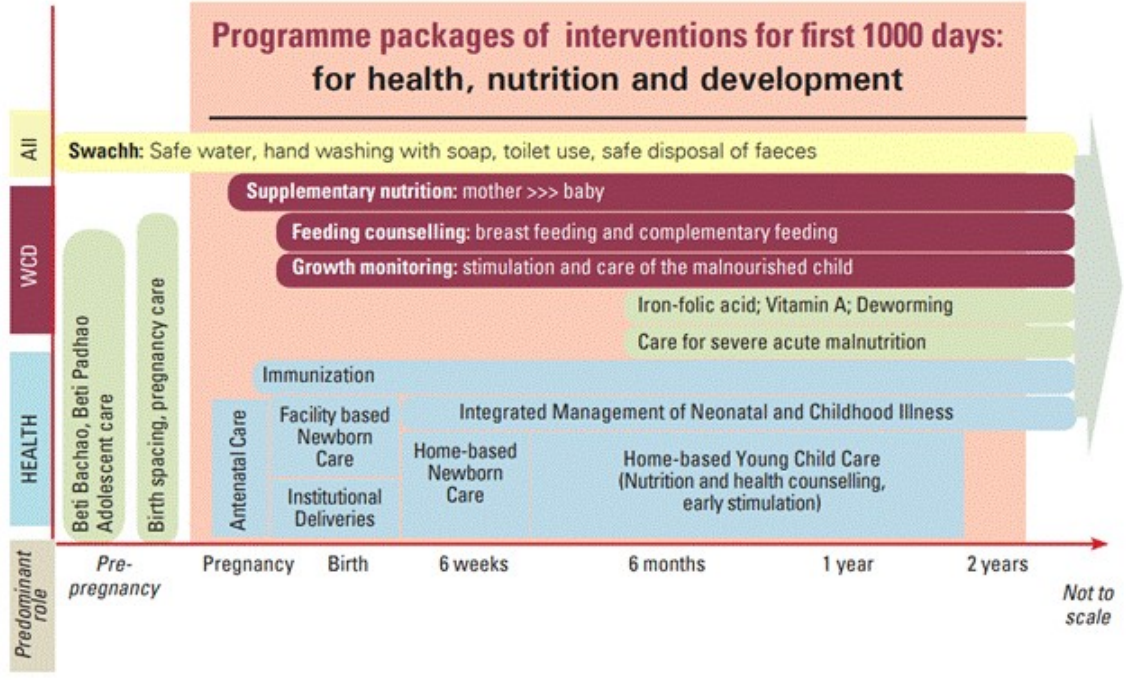 Programme packages of interventions for first 1000 days:
for health, nutrition and development
All
Swachh: Safe water, hand washing with soap, toilet use, safe disposal of faeces
WCD
Supplementary nutrition: mother >>> baby
Feeding counselling: breast feeding and complementary feeding
Growth monitoring: stimulation and care of the malnourished child
Iron-folic acid; Vitamin A; Deworming
Care for severe acute malnutrition
Beti Bachao, Beti Padhao
Adolescent care
Birth spacing, pregnancy care
HEALTH
Immunization
Antenatal Care
Facility based
Newborn
Care
Institutional
Deliveries
Integrated Management of Neonatal and Childhood Illness
Home-based
Newborn
Care
Home-based Young Child Care
(Nutrition and health counselling,
early stimulation)
Predominant
role
Pre-
pregnancy
Pregnancy
Birth
6 weeks
6 months
1 year
2 years
Not to
scale